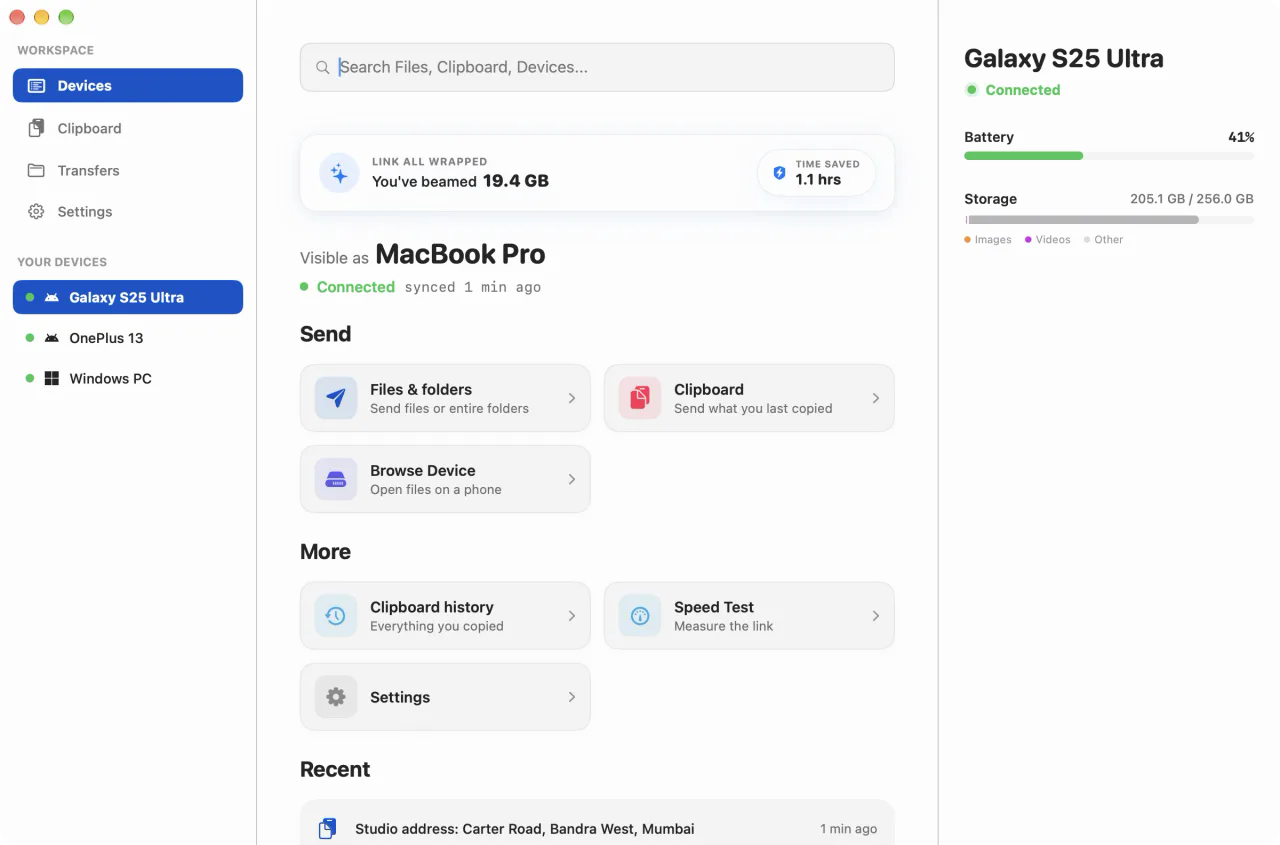 WORKSPACE
Devices
Clipboard
Transfers
Settings
YOUR DEVICES
Galaxy S25 Ultra
OnePlus 13
Windows PC
Search Files, Clipboard, Devices...
LINK ALL WRAPPED
You've beamed 19.4 GB
TIME SAVED
1.1 hrs
Visible as MacBook Pro
Connected synced 1 min ago
Send
Files & folders
Send files or entire folders
Clipboard
Send what you last copied
Browse Device
Open files on a phone
More
Clipboard history
Everything you copied
Speed Test
Measure the link
Settings
Recent
Studio address: Carter Road, Bandra West, Mumbai 1 min ago
Galaxy S25 Ultra
Connected
Battery 41%
Storage 205.1 GB / 256.0 GB
Images Videos Other